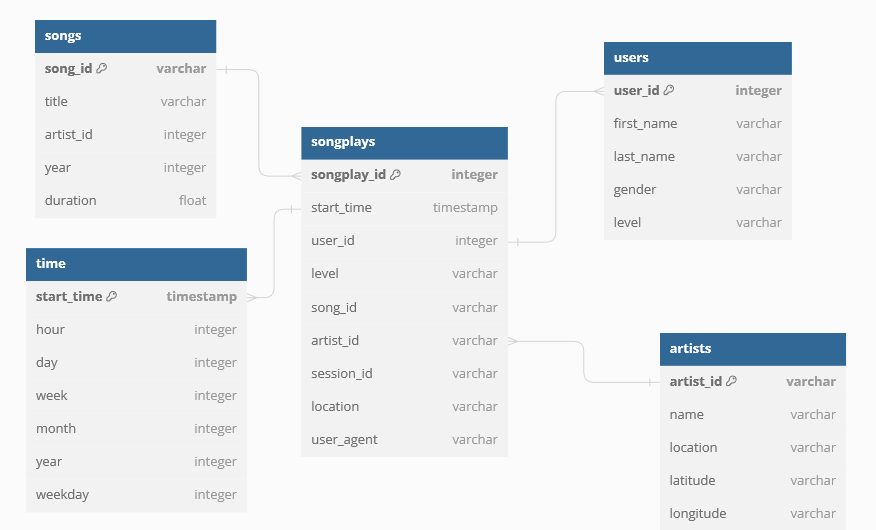 songs
song_id varchar
title varchar
artist_id integer
year integer
duration float
time
start_time timestamp
hour integer
day integer
week integer
month integer
year integer
weekday integer
songplays
songplay_id integer
start_time timestamp
user_id integer
level varchar
song_id varchar
artist_id varchar
session_id varchar
location varchar
user_agent varchar
users
user_id integer
first_name varchar
last_name varchar
gender varchar
level varchar
artists
artist_id varchar
name varchar
location varchar
latitude varchar
longitude varchar